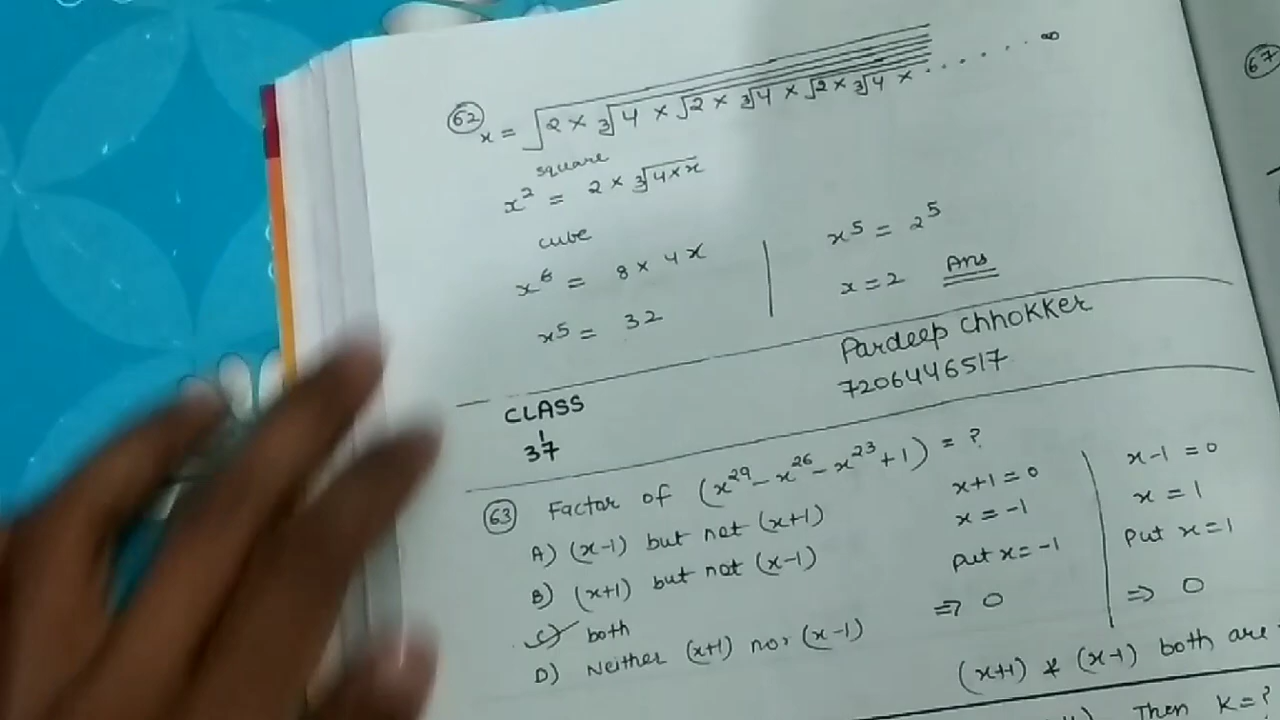 62 x = √2 × ∛4 × √2 × ∛4 × √2 × ∛4 × ....... ∞
square
x² = 2 × ∛4×x
cube
x⁶ = 8 × 4x
x⁵ = 32
x⁵ = 2⁵
x = 2 Ans
CLASS
37
Pardeep Chhokker
7206446517
63 Factor of (x²⁹ - x²⁶ - x²³ + 1) = ?
A) (x-1) but not (x+1)
B) (x+1) but not (x-1)
C) both
D) Neither (x+1) nor (x-1)
x+1 = 0
x = -1
put x = -1
⇒ 0
x-1 = 0
x = 1
Put x = 1
⇒ 0
(x+1) & (x-1) both are
Then K = ?
67